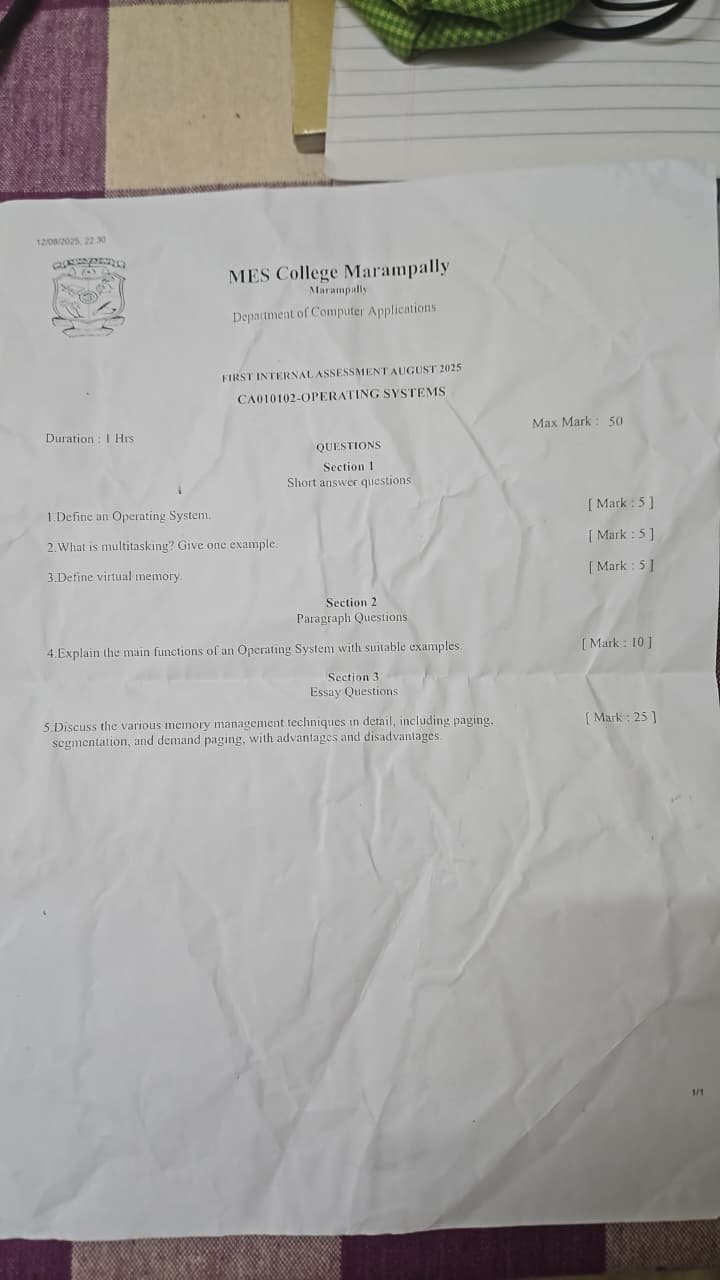 12/08/2025, 22:30
MES College Marampally
Marampally
Department of Computer Applications
FIRST INTERNAL ASSESSMENT AUGUST 2025
CA010102-OPERATING SYSTEMS
Max Mark : 50
Duration : 1 Hrs
QUESTIONS
Section 1
Short answer questions
1.Define an Operating System. [ Mark : 5 ]
2.What is multitasking? Give one example. [ Mark : 5 ]
3.Define virtual memory. [ Mark : 5 ]
Section 2
Paragraph Questions
4.Explain the main functions of an Operating System with suitable examples. [ Mark : 10 ]
Section 3
Essay Questions
5.Discuss the various memory management techniques in detail, including paging, [ Mark : 25 ]
segmentation, and demand paging, with advantages and disadvantages.
1/1